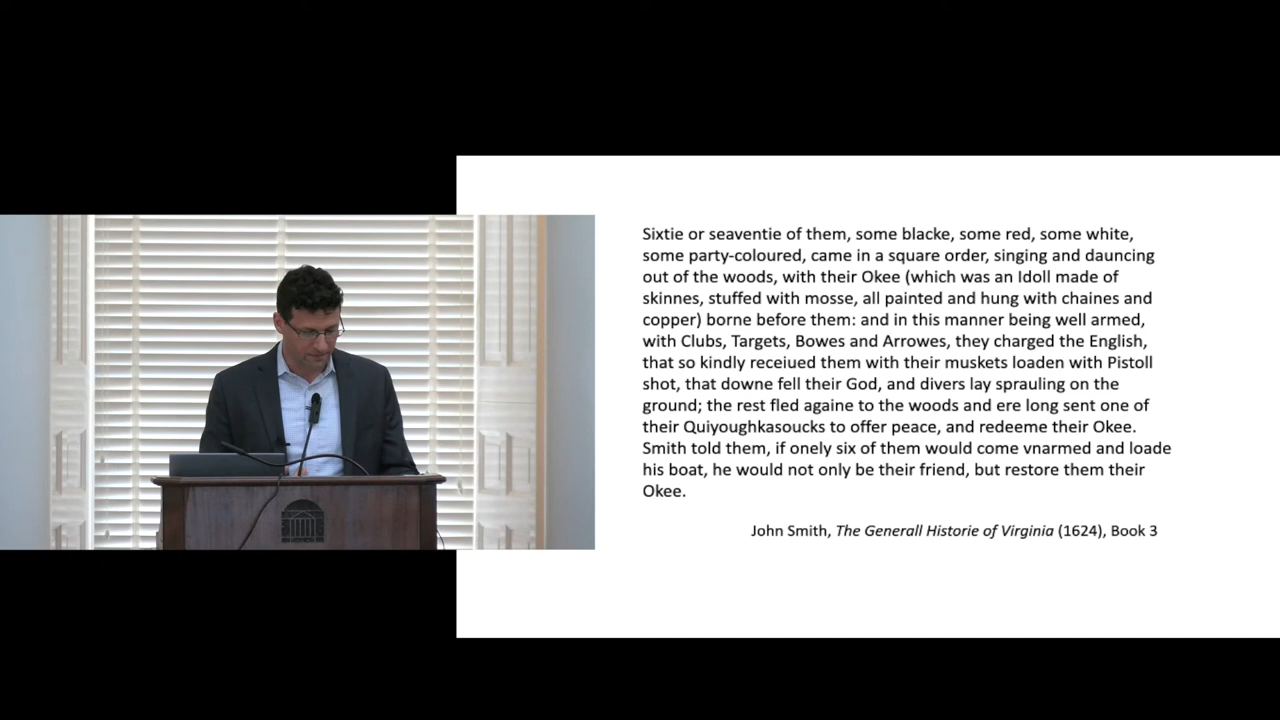 Sixtie or seaventie of them, some blacke, some red, some white,
some party-coloured, came in a square order, singing and dauncing
out of the woods, with their Okee (which was an Idoll made of
skinnes, stuffed with mosse, all painted and hung with chaines and
copper) borne before them: and in this manner being well armed,
with Clubs, Targets, Bowes and Arrowes, they charged the English,
that so kindly receiued them with their muskets loaden with Pistoll
shot, that downe fell their God, and divers lay sprauling on the
ground; the rest fled againe to the woods and ere long sent one of
their Quiyoughkasoucks to offer peace, and redeeme their Okee.
Smith told them, if onely six of them would come vnarmed and loade
his boat, he would not only be their friend, but restore them their
Okee.
John Smith, The Generall Historie of Virginia (1624), Book 3